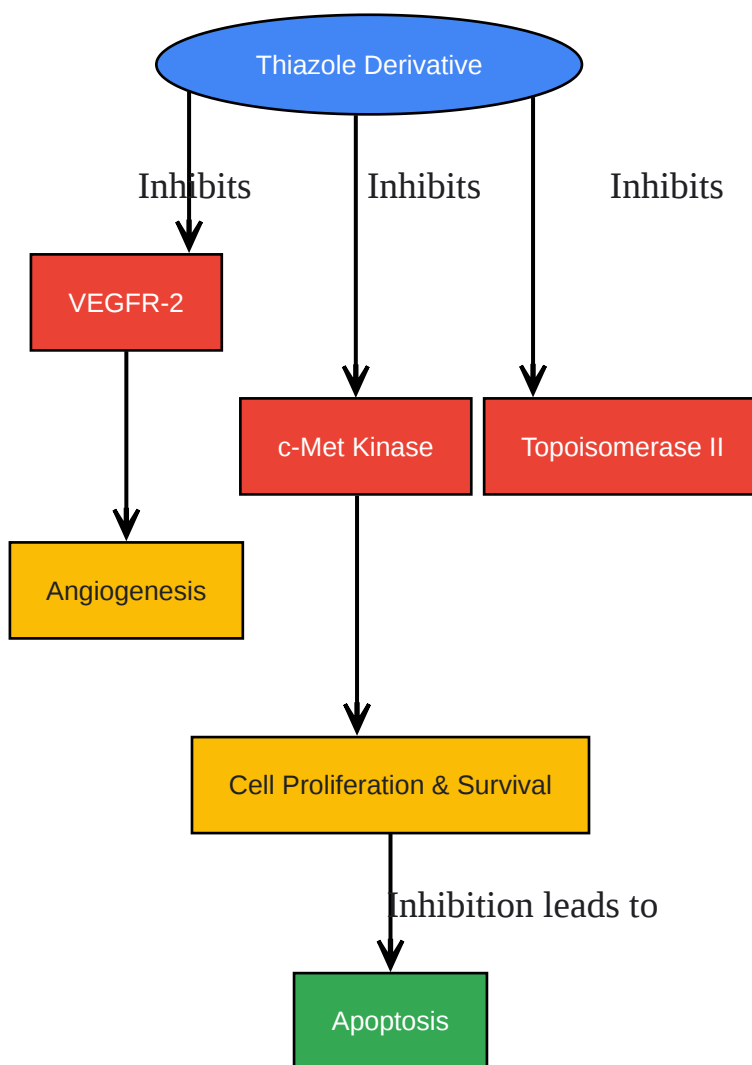 Thiazole Derivative
Inhibits
Inhibits
Inhibits
VEGFR-2
c-Met Kinase
Topoisomerase II
Angiogenesis
Cell Proliferation & Survival
Inhibition leads to
Apoptosis